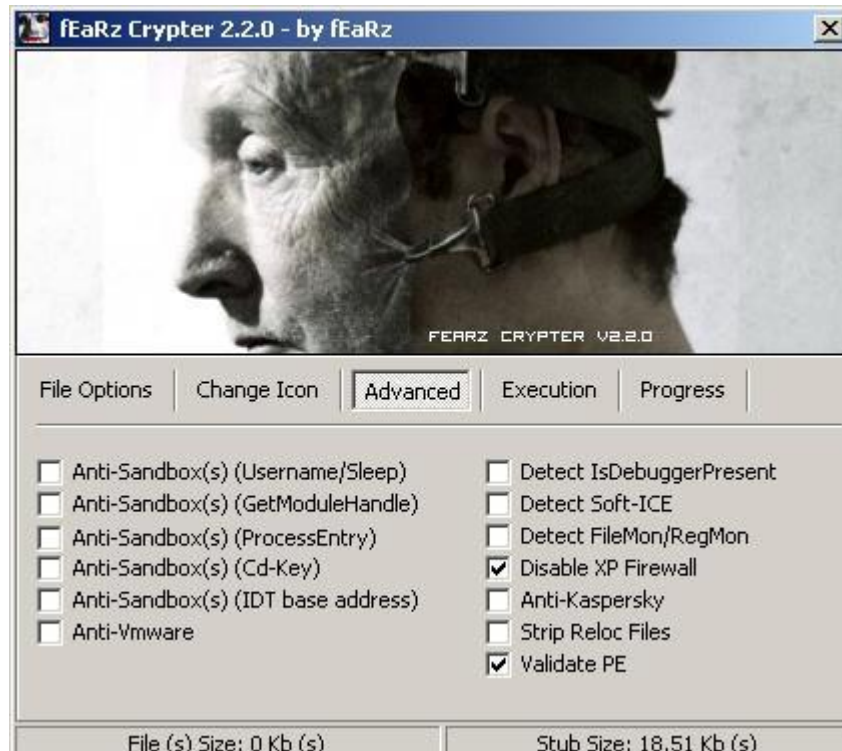 fEaRz Crypter 2.2.0 - by fEaRz
FEARZ CRYPTER V2.2.0
File Options
Change Icon
Advanced
Execution
Progress
Anti-Sandbox(s) (Username/Sleep)
Anti-Sandbox(s) (GetModuleHandle)
Anti-Sandbox(s) (ProcessEntry)
Anti-Sandbox(s) (Cd-Key)
Anti-Sandbox(s) (IDT base address)
Anti-Vmware
Detect IsDebuggerPresent
Detect Soft-ICE
Detect FileMon/RegMon
Disable XP Firewall
Anti-Kaspersky
Strip Reloc Files
Validate PE
File (s) Size: 0 Kb (s)
Stub Size: 18,51 Kb (s)